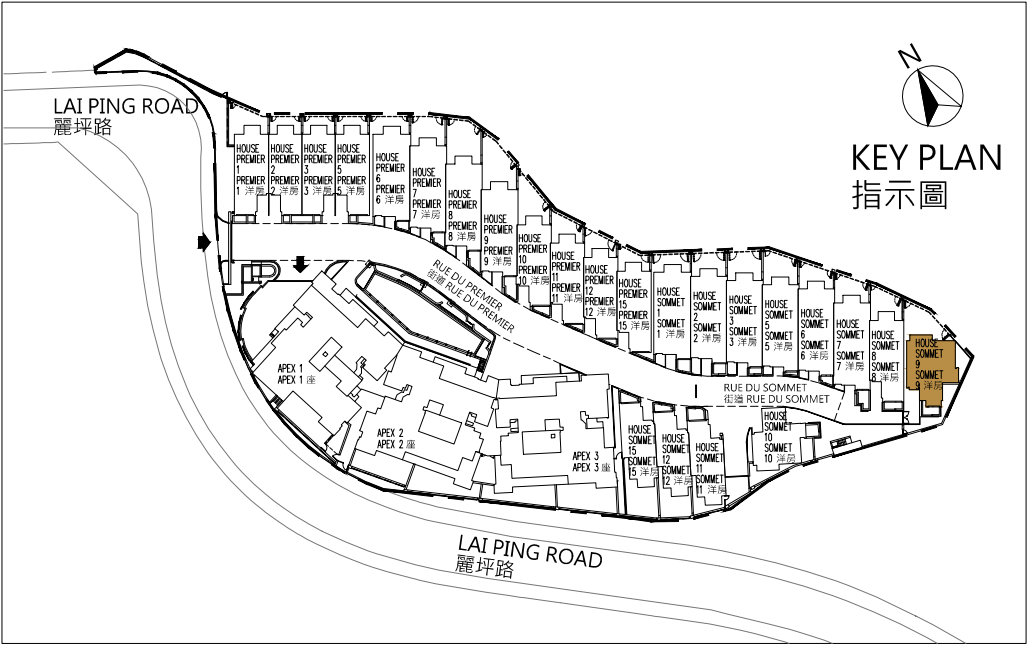 N
KEY PLAN
指示圖
LAI PING ROAD
麗坪路
HOUSE
PREMIER
1
PREMIER
1 洋房
HOUSE
PREMIER
2
PREMIER
2 洋房
HOUSE
PREMIER
3
PREMIER
3 洋房
HOUSE
PREMIER
5
PREMIER
5 洋房
HOUSE
PREMIER
6
PREMIER
6 洋房
HOUSE
PREMIER
7
PREMIER
7 洋房
HOUSE
PREMIER
8
PREMIER
8 洋房
HOUSE
PREMIER
9
PREMIER
9 洋房
HOUSE
PREMIER
10
PREMIER
10 洋房
HOUSE
PREMIER
11
PREMIER
11 洋房
HOUSE
PREMIER
12
PREMIER
12 洋房
HOUSE
PREMIER
15
PREMIER
15 洋房
HOUSE
SOMMET
1
SOMMET
1 洋房
HOUSE
SOMMET
2
SOMMET
2 洋房
HOUSE
SOMMET
3
SOMMET
3 洋房
HOUSE
SOMMET
5
SOMMET
5 洋房
HOUSE
SOMMET
6
SOMMET
6 洋房
HOUSE
SOMMET
7
SOMMET
7 洋房
HOUSE
SOMMET
8
SOMMET
8 洋房
HOUSE
SOMMET
9
SOMMET
9 洋房
RUE DU PREMIER
街道 RUE DU PREMIER
RUE DU SOMMET
街道 RUE DU SOMMET
APEX 1
APEX 1 座
APEX 2
APEX 2 座
APEX 3
APEX 3 座
HOUSE
SOMMET
15
SOMMET
15 洋房
HOUSE
SOMMET
12
SOMMET
12 洋房
HOUSE
SOMMET
11
SOMMET
11 洋房
HOUSE
SOMMET
10
SOMMET
10 洋房
LAI PING ROAD
麗坪路